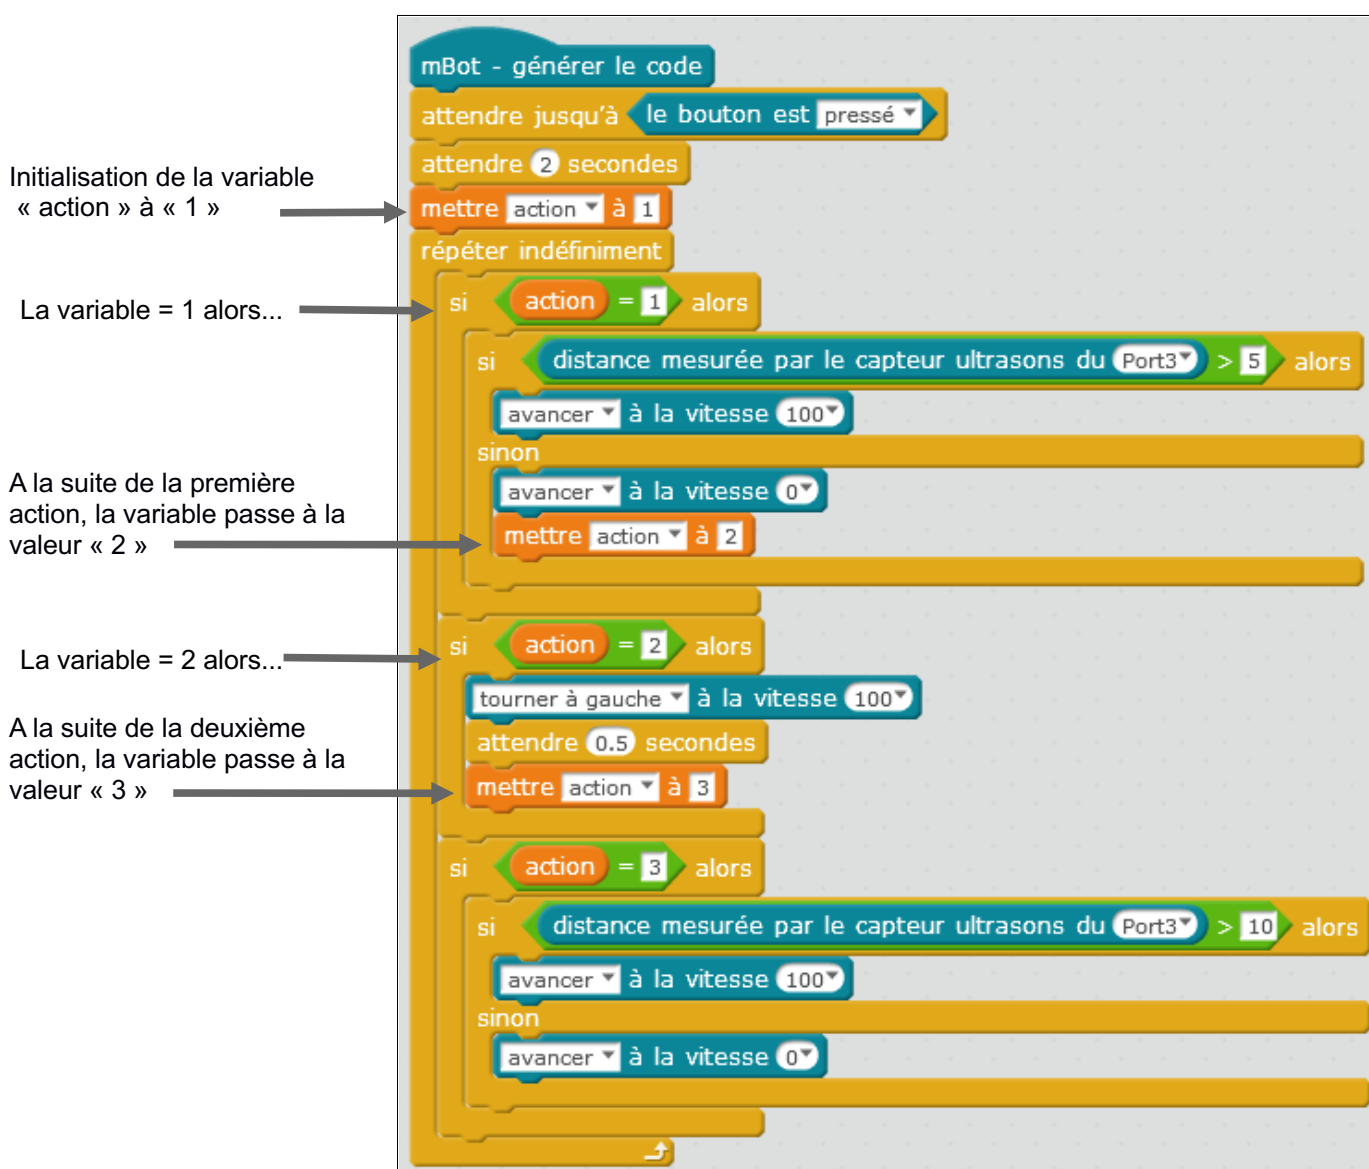 mBot - générer le code
attendre jusqu'à le bouton est pressé
attendre 2 secondes
Initialisation de la variable
« action » à « 1 »
mettre action à 1
répéter indéfiniment
La variable = 1 alors...
si action = 1 alors
si distance mesurée par le capteur ultrasons du Port3 > 5 alors
avancer à la vitesse 100
sinon
A la suite de la première
action, la variable passe à la
valeur « 2 »
avancer à la vitesse 0
mettre action à 2
La variable = 2 alors...
si action = 2 alors
tourner à gauche à la vitesse 100
A la suite de la deuxième
action, la variable passe à la
valeur « 3 »
attendre 0.5 secondes
mettre action à 3
si action = 3 alors
si distance mesurée par le capteur ultrasons du Port3 > 10 alors
avancer à la vitesse 100
sinon
avancer à la vitesse 0